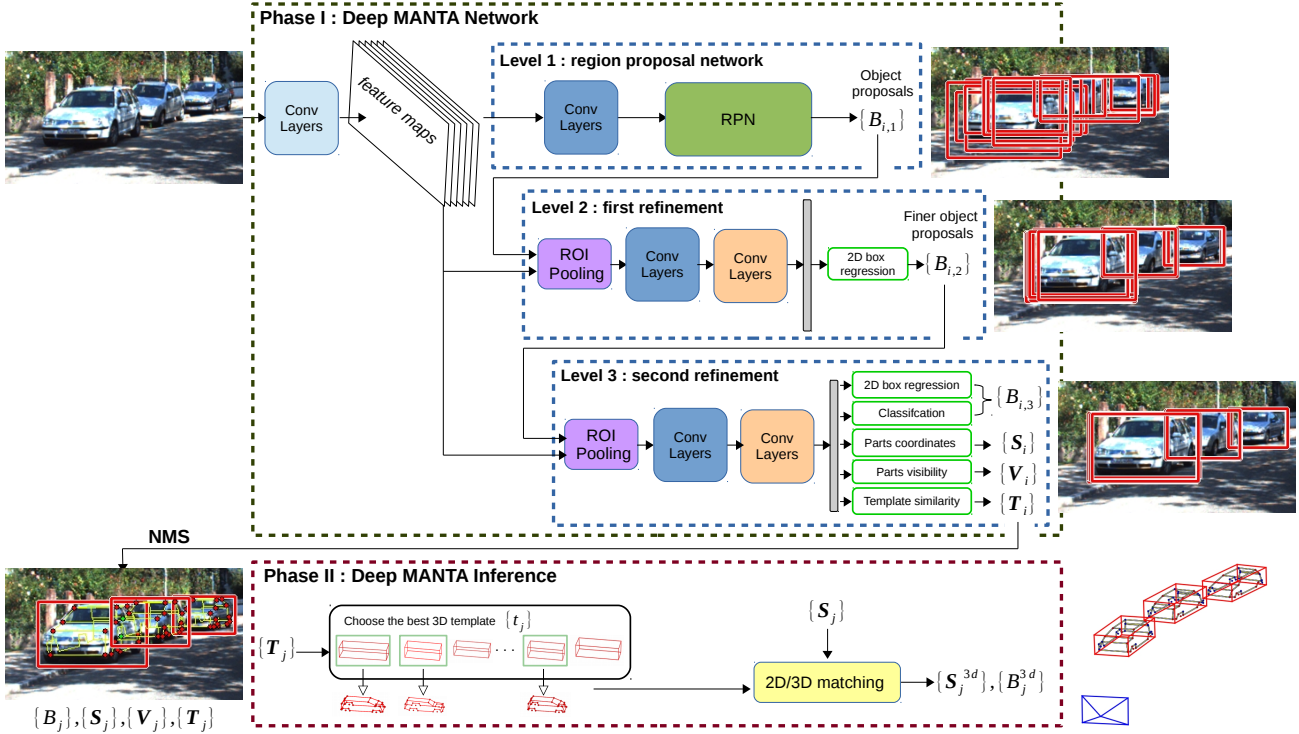 Phase I : Deep MANTA Network
Conv
Layers
feature maps
Level 1 : region proposal network
Conv
Layers
RPN
Object
proposals
{B_{i,1}}
Level 2 : first refinement
ROI
Pooling
Conv
Layers
Conv
Layers
2D box
regression
Finer object
proposals
{B_{i,2}}
Level 3 : second refinement
ROI
Pooling
Conv
Layers
Conv
Layers
2D box regression
Classifcation
{B_{i,3}}
Parts coordinates
{S_i}
Parts visibility
{V_i}
Template similarity
{T_i}
NMS
{B_j},{S_j},{V_j},{T_j}
Phase II : Deep MANTA Inference
{T_j}
Choose the best 3D template {t_j}
...
{S_j}
2D/3D matching
{S_j^{3d}},{B_j^{3d}}